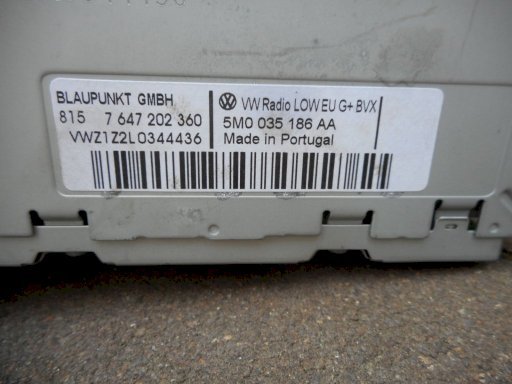 BLAUPUNKT GMBH
815 7 647 202 360
VWZ1Z2L0344436
VW Radio LOW EU G+ BVX
5M0 035 186 AA
Made in Portugal